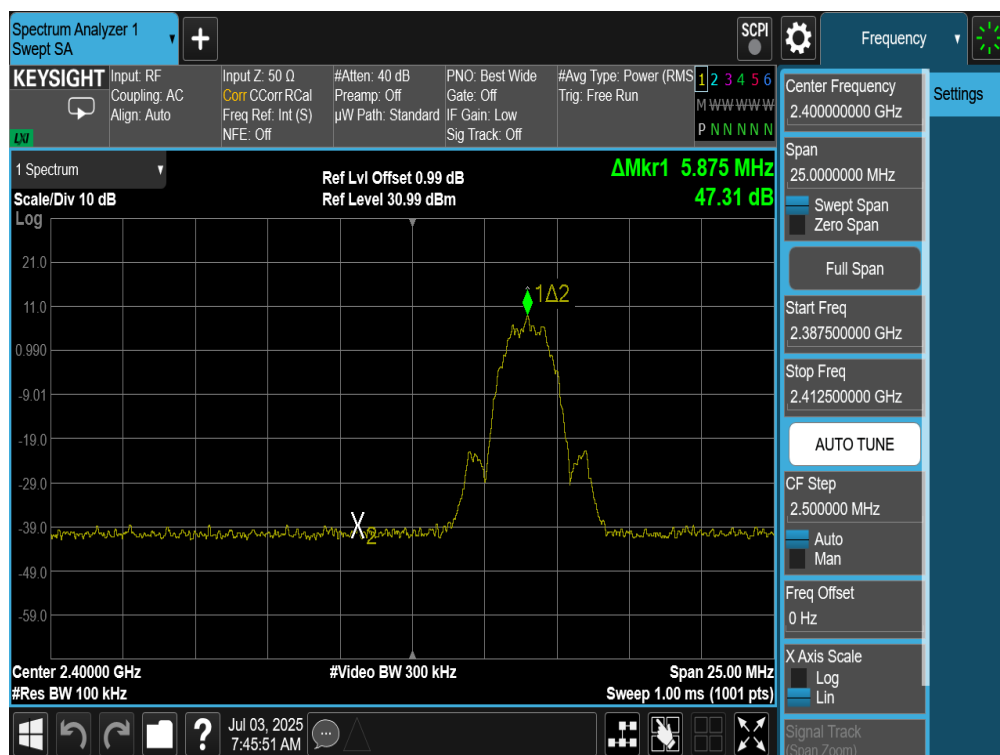 Spectrum Analyzer 1
Swept SA
+
SCPI
Frequency
KEYSIGHT
LXI
Input: RF
Coupling: AC
Align: Auto
Input Z: 50 Ω
Corr CCorr RCal
Freq Ref: Int (S)
NFE: Off
#Atten: 40 dB
Preamp: Off
µW Path: Standard
PNO: Best Wide
Gate: Off
IF Gain: Low
Sig Track: Off
#Avg Type: Power (RMS
Trig: Free Run
1 2 3 4 5 6
M W W W W W
P N N N N N
1 Spectrum
Scale/Div 10 dB
Log
Ref Lvl Offset 0.99 dB
Ref Level 30.99 dBm
ΔMkr1 5.875 MHz
47.31 dB
21.0
11.0
0.990
-9.01
-19.0
-29.0
-39.0
-49.0
-59.0
1Δ2
X
2
Center 2.40000 GHz
#Video BW 300 kHz
Span 25.00 MHz
#Res BW 100 kHz
Sweep 1.00 ms (1001 pts)
?
Jul 03, 2025
7:45:51 AM
Center Frequency
2.400000000 GHz
Span
25.0000000 MHz
Swept Span
Zero Span
Full Span
Start Freq
2.387500000 GHz
Stop Freq
2.412500000 GHz
AUTO TUNE
CF Step
2.500000 MHz
Auto
Man
Freq Offset
0 Hz
X Axis Scale
Log
Lin
Signal Track
(Span Zoom)
Settings